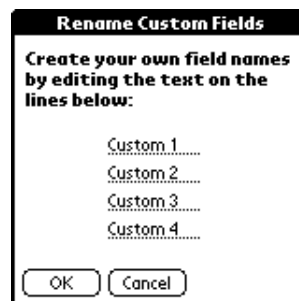 Rename Custom Fields
Create your own field names
by editing the text on the
lines below:
Custom 1
Custom 2
Custom 3
Custom 4
OK Cancel